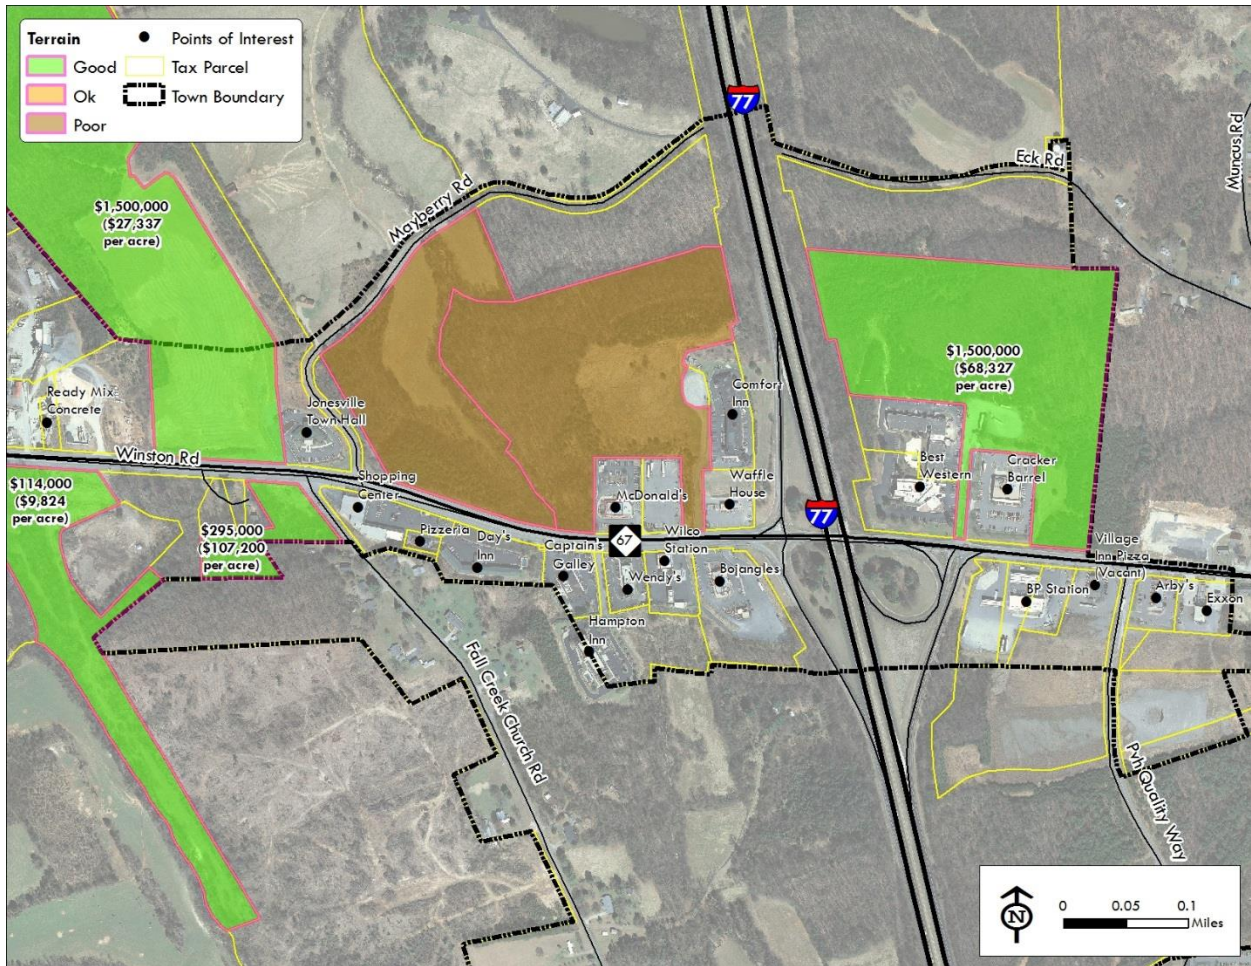 Terrain
Good
Ok
Poor
Points of Interest
Tax Parcel
Town Boundary
77
Eck Rd
Muncus Rd
Mayberry Rd
$1,500,000
($27,337
per acre)
$1,500,000
($68,327
per acre)
Ready Mix
Concrete
Jonesville
Town Hall
Comfort
Inn
Winston Rd
Shopping
Center
Best
Western
Cracker
Barrel
McDonald's
Waffle
House
$114,000
($9,824
per acre)
$295,000
($107,200
per acre)
77
Pizzeria
Day's
Inn
Captain's
Galley
67
Wilco
Station
Wendy's
Bojangles
Village
Inn Pizza
(Vacant)
BP Station
Arby's
Exxon
Hampton
Inn
Fall Creek Church Rd
Pvh Quality Way
N
0 0.05 0.1
Miles